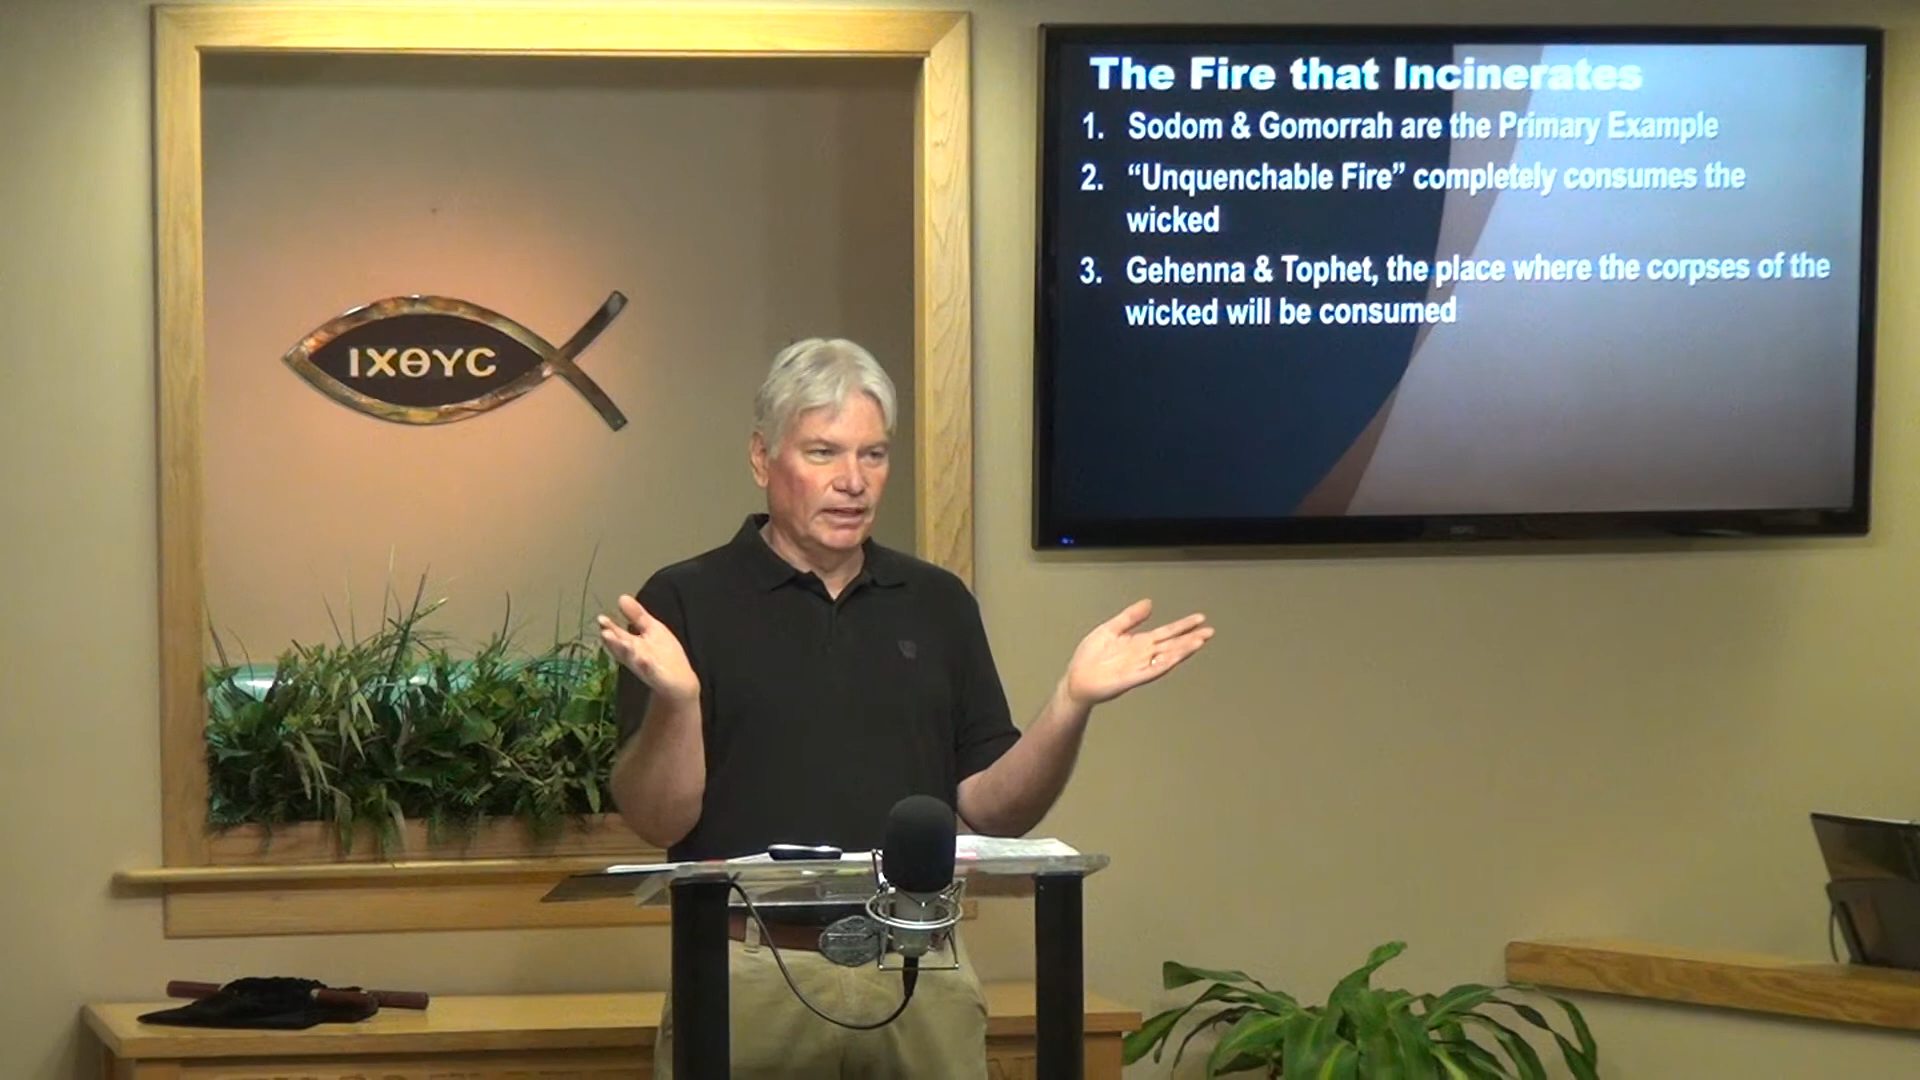 ΙΧΘΥC
The Fire that Incinerates
1. Sodom & Gomorrah are the Primary Example
2. “Unquenchable Fire” completely consumes the
wicked
3. Gehenna & Tophet, the place where the corpses of the
wicked will be consumed